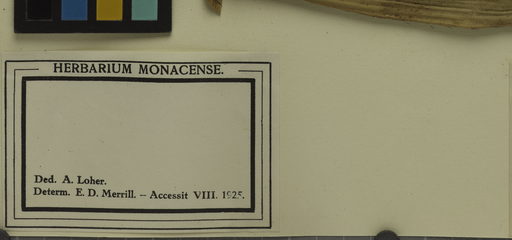 HERBARIUM MONACENSE.
Ded. A. Loher.
Determ. E. D. Merrill. – Accessit VIII. 1925.